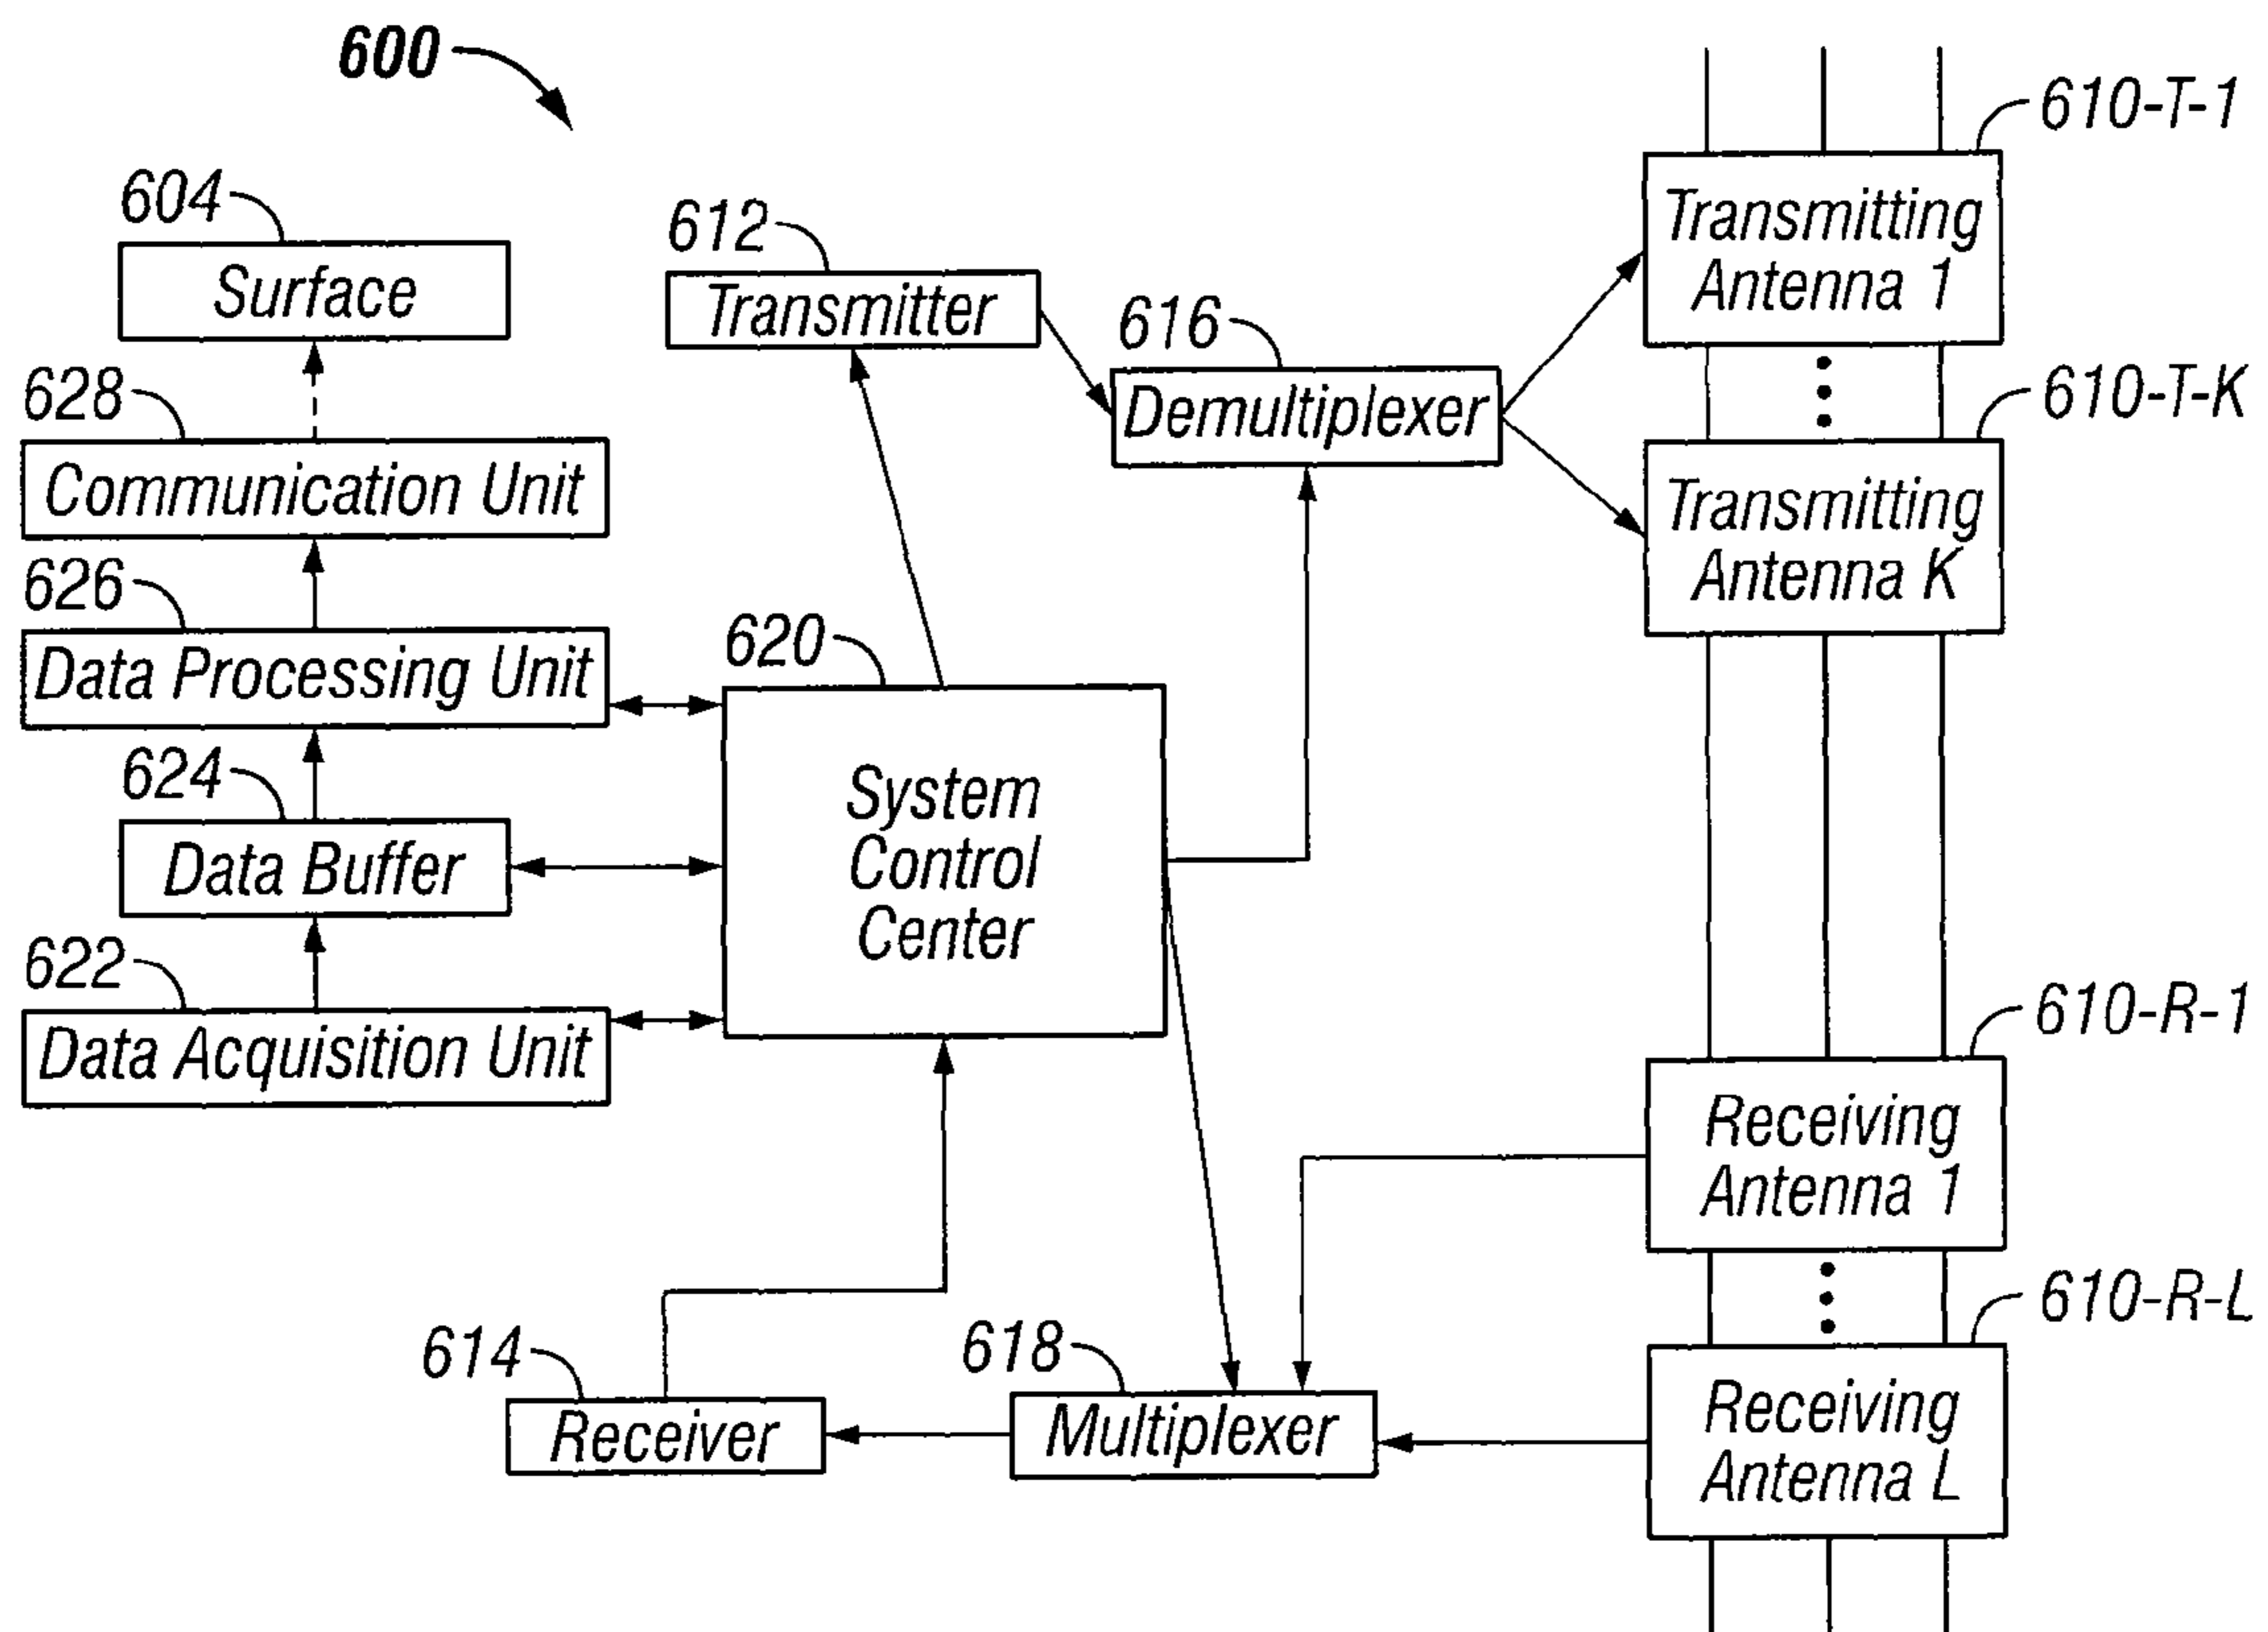 600
604
Surface
628
Communication Unit
626
Data Processing Unit
624
Data Buffer
622
Data Acquisition Unit
612
Transmitter
616
Demultiplexer
620
System
Control
Center
614
Receiver
618
Multiplexer
610-T-1
Transmitting
Antenna 1
610-T-K
Transmitting
Antenna K
610-R-1
Receiving
Antenna 1
610-R-L
Receiving
Antenna L